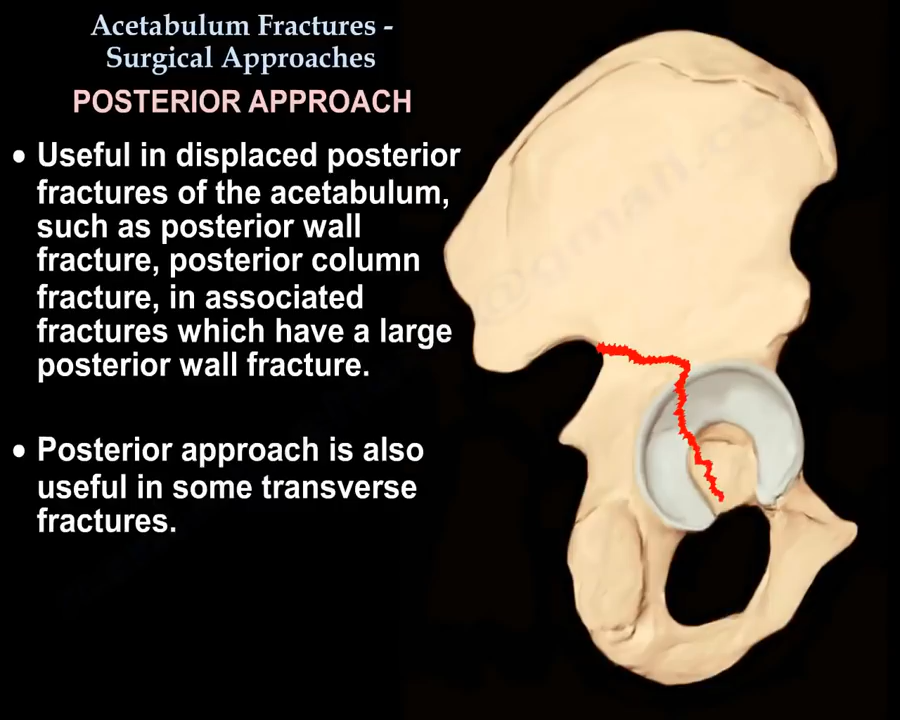 Acetabulum Fractures -
Surgical Approaches
POSTERIOR APPROACH
• Useful in displaced posterior
fractures of the acetabulum,
such as posterior wall
fracture, posterior column
fracture, in associated
fractures which have a large
posterior wall fracture.
• Posterior approach is also
useful in some transverse
fractures.
@gmail.co